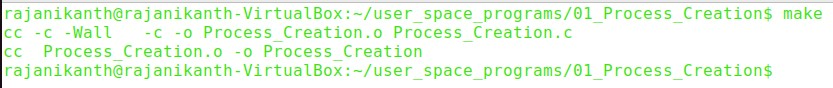 rajanikanth@rajanikanth-VirtualBox:~/user_space_programs/01_Process_Creation$ make
cc -c -Wall   -c -o Process_Creation.o Process_Creation.c
cc  Process_Creation.o -o Process_Creation
rajanikanth@rajanikanth-VirtualBox:~/user_space_programs/01_Process_Creation$